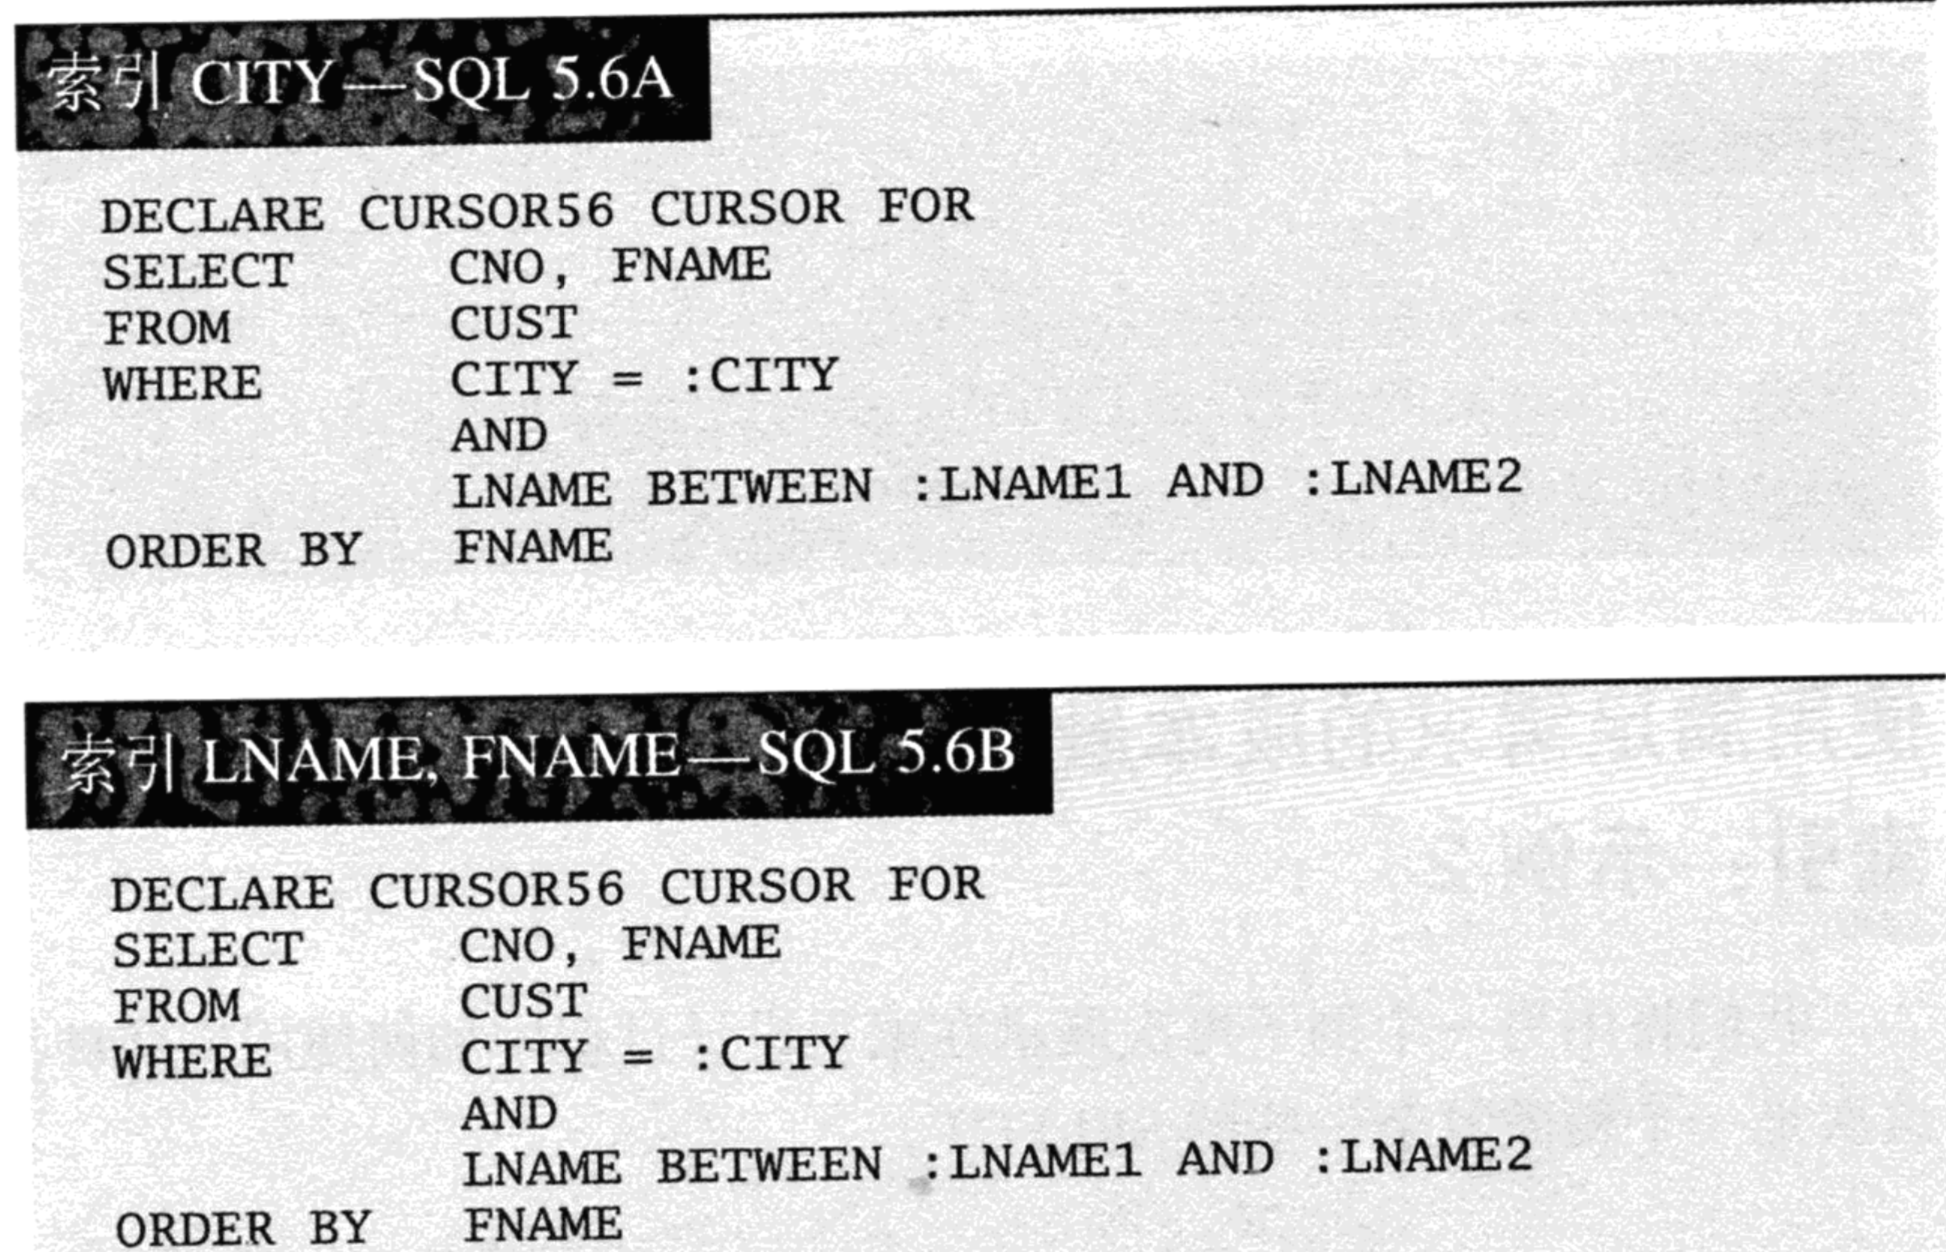 索引 CITY—SQL 5.6A
DECLARE CURSOR56 CURSOR FOR
SELECT CNO, FNAME
FROM CUST
WHERE CITY = :CITY
AND
LNAME BETWEEN :LNAME1 AND :LNAME2
ORDER BY FNAME
索引 LNAME, FNAME—SQL 5.6B
DECLARE CURSOR56 CURSOR FOR
SELECT CNO, FNAME
FROM CUST
WHERE CITY = :CITY
AND
LNAME BETWEEN :LNAME1 AND :LNAME2
ORDER BY FNAME